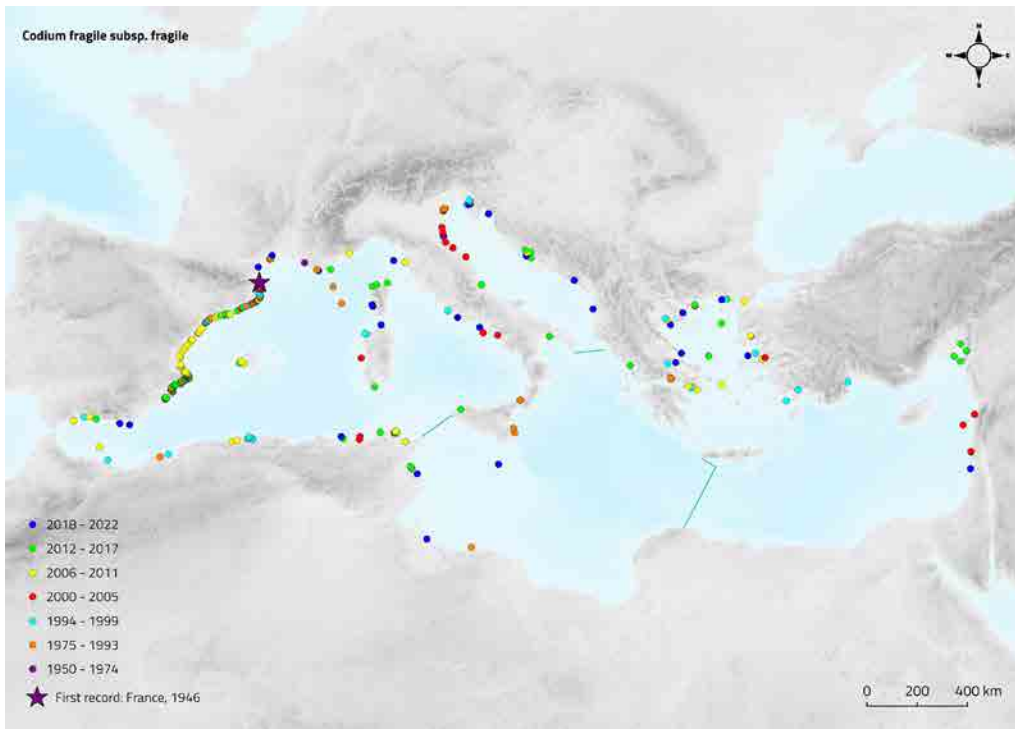 Codium fragile subsp. fragile
N
W
E
S
2018 - 2022
2012 - 2017
2006 - 2011
2000 - 2005
1994 - 1999
1975 - 1993
1950 - 1974
First record: France, 1946
0 200 400 km